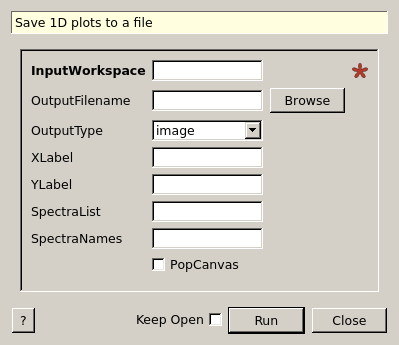 Save 1D plots to a file
InputWorkspace *
OutputFilename Browse
OutputType image
XLabel
YLabel
SpectraList
SpectraNames
PopCanvas
? Keep Open Run Close